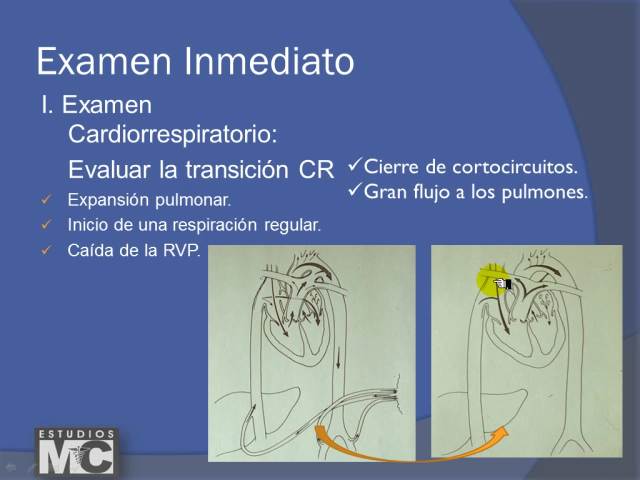 Examen Inmediato
I. Examen
Cardiorrespiratorio:
Evaluar la transición CR
Expansión pulmonar.
Inicio de una respiración regular.
Caída de la RVP.
Cierre de cortocircuitos.
Gran flujo a los pulmones.
ESTUDIOS
MC